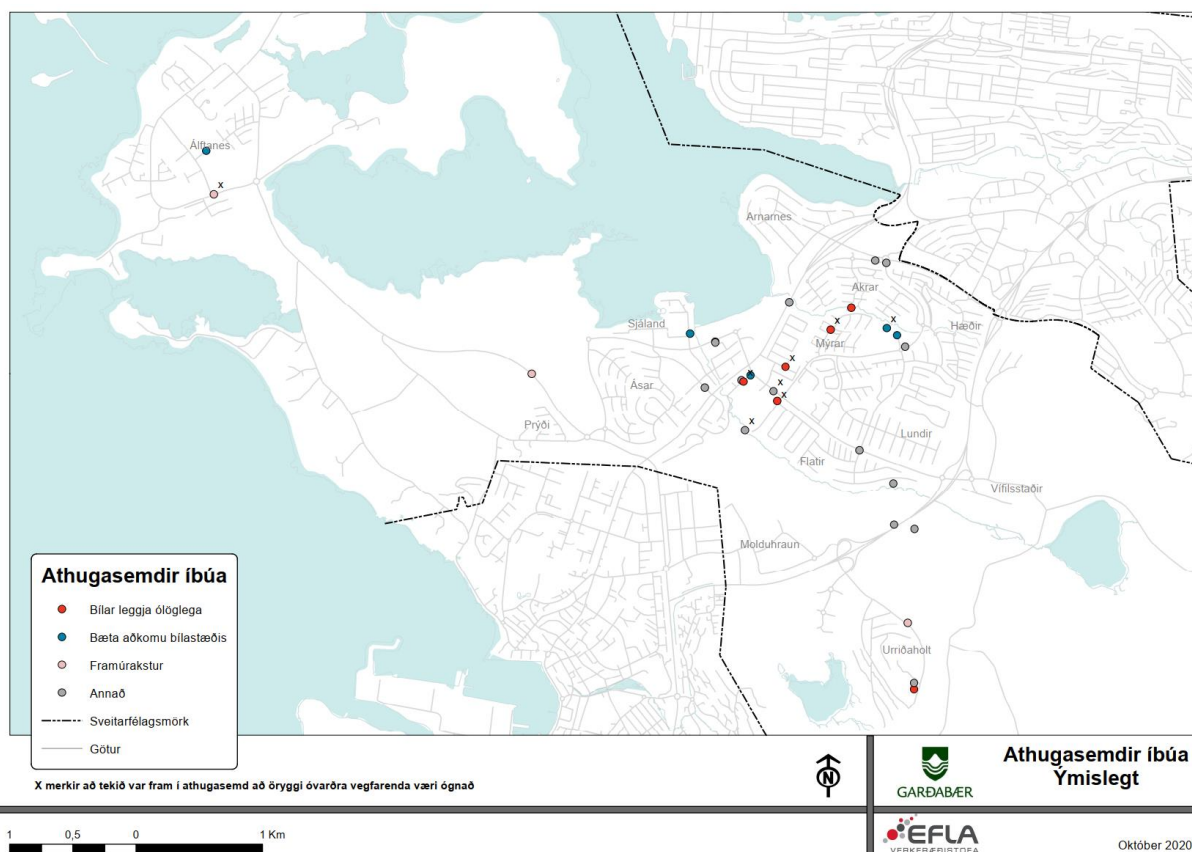 Álftanes
x
Arnarnes
Akrar
Sjáland
x
x
Hæðir
Mýrar
x
Ásar
x
x
x
Prýði
x
Lundir
Flatir
Vífilsstaðir
Molduhraun
Urriðaholt
Athugasemdir íbúa
Bílar leggja ólöglega
Bæta aðkomu bílastæðis
Framúrakstur
Annað
Sveitarfélagsmörk
Götur
X merkir að tekið var fram í athugasemd að öryggi óvarðra vegfarenda væri ógnað
N
GARÐABÆR
Athugasemdir íbúa
Ýmislegt
1 0,5 0 1 Km
EFLA
VERKFRÆÐISTOFA
Október 2020